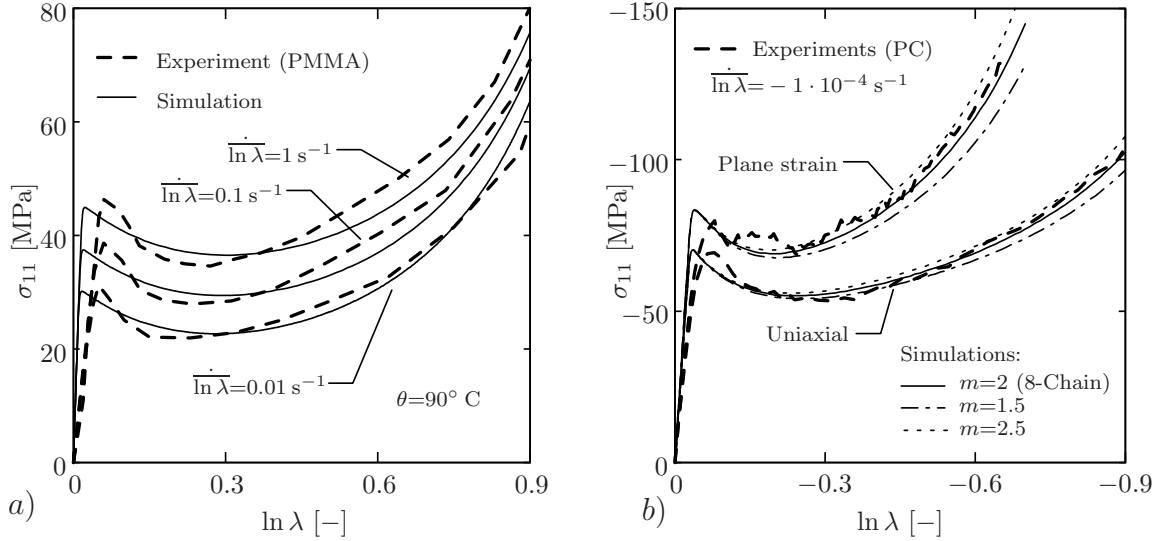 80
60
40
20
0
σ11 [MPa]
Experiment (PMMA)
Simulation
ln λ̇=1 s−1
ln λ̇=0.1 s−1
ln λ̇=0.01 s−1
θ=90° C
0
0.3
0.6
0.9
ln λ [−]
a)
−150
−100
−50
0
σ11 [MPa]
Experiments (PC)
ln λ̇=−1·10−4 s−1
Plane strain
Uniaxial
Simulations:
m=2 (8-Chain)
m=1.5
m=2.5
0
−0.3
−0.6
−0.9
ln λ [−]
b)